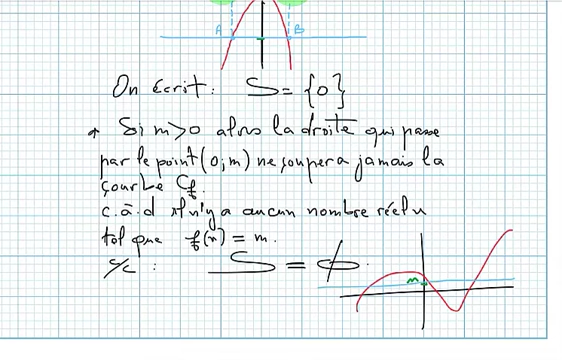 A B
On écrit: S = {0}
* Si m>0 alors la droite qui passe
par le point (0;m) ne coupera jamais la
courbe Cf.
c.à.d il n'y a aucun nombre réel x
tel que f(x) = m.
c/c : S = ϕ.
m